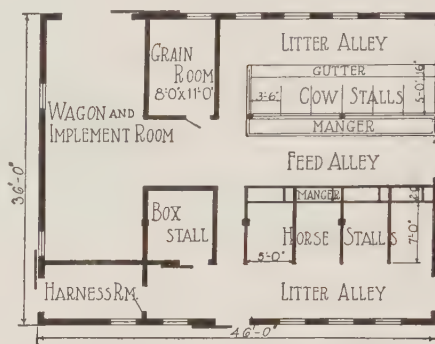 LITTER ALLEY
GRAIN
ROOM
8'-0"x11'-0"
GUTTER
16"
3'-6"
COW STALLS
5'-0"
WAGON AND
IMPLEMENT ROOM
MANGER
FEED ALLEY
36'-0"
MANGER
BOX
STALL
HORSE STALLS
7'-0"
5'-0"
HARNESS RM.
LITTER ALLEY
46'-0"